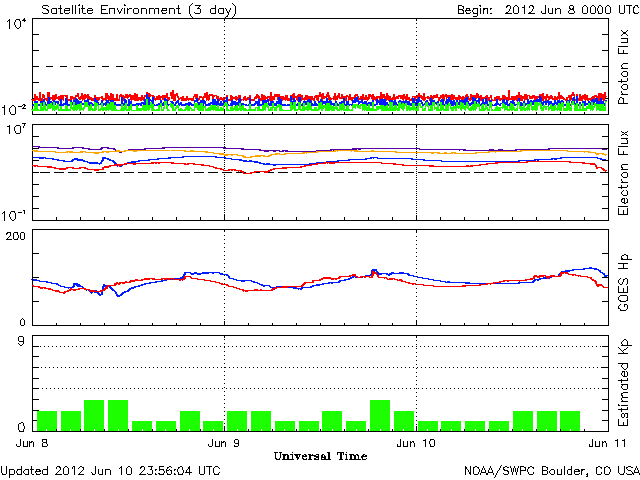 Satellite Environment (3 day) Begin: 2012 Jun 8 0000 UTC
10⁴
Proton Flux
10⁻²
10⁷
Electron Flux
10⁻¹
200
GOES Hp
0
9
Estimated Kp
0
Jun 8 Jun 9 Jun 10 Jun 11
Universal Time
Updated 2012 Jun 10 23:56:04 UTC NOAA/SWPC Boulder, CO USA